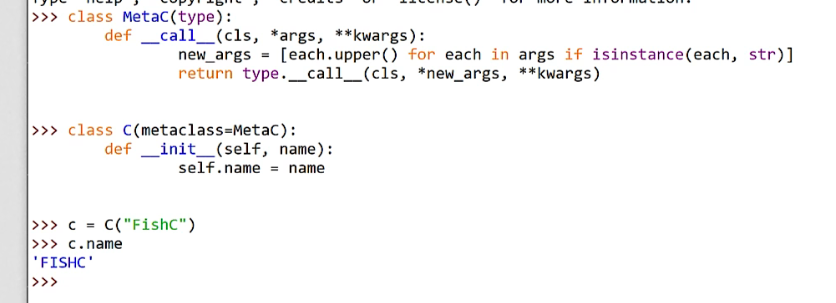 >>> class MetaC(type):
        def __call__(cls, *args, **kwargs):
                new_args = [each.upper() for each in args if isinstance(each, str)]
                return type.__call__(cls, *new_args, **kwargs)
>>> class C(metaclass=MetaC):
        def __init__(self, name):
                self.name = name
>>> c = C("FishC")
>>> c.name
'FISHC'
>>>